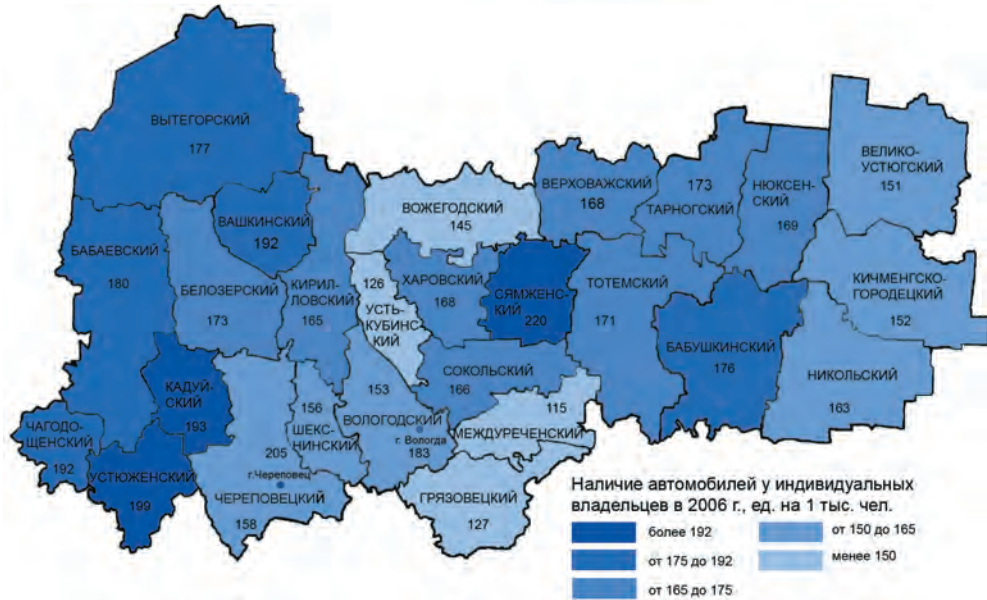 ВЫТЕГОРСКИЙ
177
ВЕЛИКО-
УСТЮГСКИЙ
151
ВЕРХОВАЖСКИЙ
168
173
ТАРНОГСКИЙ
НЮКСЕН-
СКИЙ
169
ВОЖЕГОДСКИЙ
145
ВАШКИНСКИЙ
192
БАБАЕВСКИЙ
180
БЕЛОЗЕРСКИЙ
173
КИРИЛ-
ЛОВСКИЙ
165
126
УСТЬ-
КУБИНС-
КИЙ
ХАРОВСКИЙ
168
СЯМЖЕНС-
КИЙ
220
ТОТЕМСКИЙ
171
КИЧМЕНГСКО-
ГОРОДЕЦКИЙ
152
БАБУШКИНСКИЙ
176
НИКОЛЬСКИЙ
163
КАДУЙ-
СКИЙ
193
153
ВОЛОГОДСКИЙ
г. Вологда
183
СОКОЛЬСКИЙ
166
115
МЕЖДУРЕЧЕНСКИЙ
156
ШЕКС-
НИНСКИЙ
ЧАГОДО-
ЩЕНСКИЙ
192
УСТЮЖЕНСКИЙ
199
205
г.Череповец
ЧЕРЕПОВЕЦКИЙ
158
ГРЯЗОВЕЦКИЙ
127
Наличие автомобилей у индивидуальных
владельцев в 2006 г., ед. на 1 тыс. чел.
более 192
от 175 до 192
от 165 до 175
от 150 до 165
менее 150